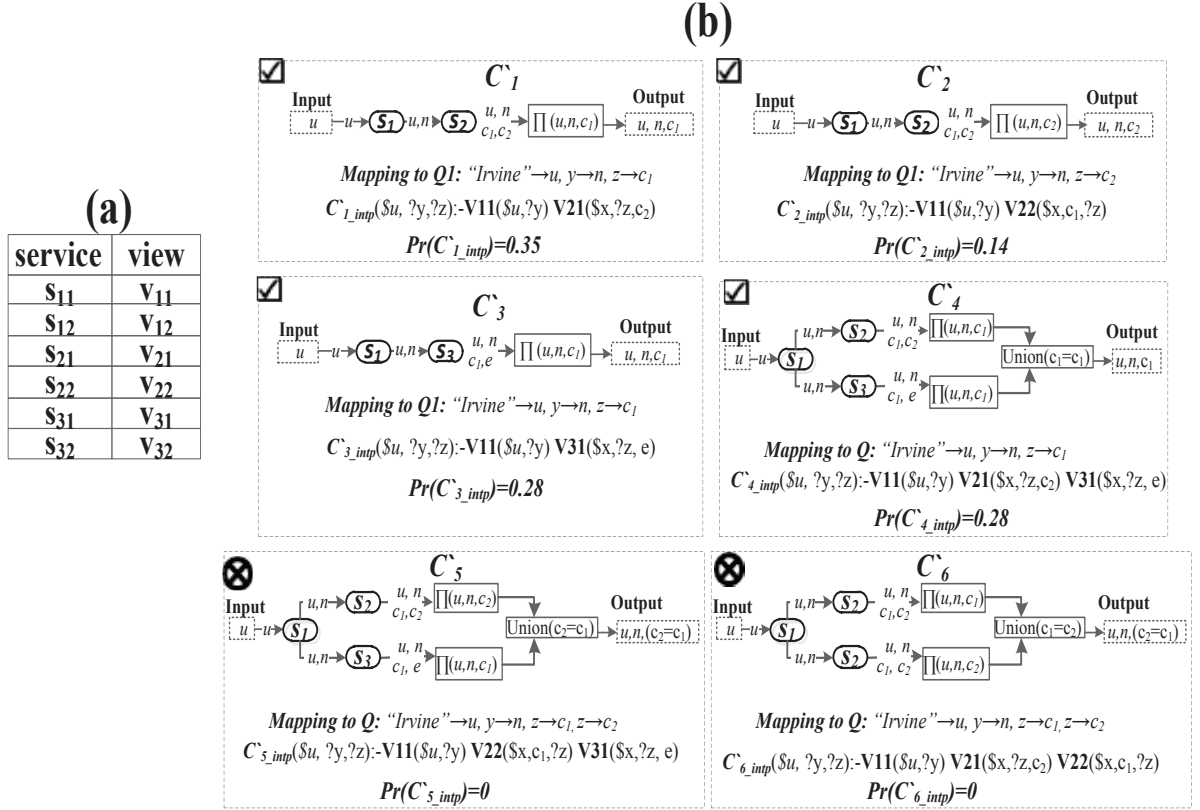 (a)
service view
s11 v11
s12 v12
s21 v21
s22 v22
s31 v31
s32 v32
(b)
C`1
Input
u
u
S1
u,n
S2
u, n
c1,c2
∏(u,n,c1)
Output
u, n,c1
Mapping to Q1: “Irvine”→u, y→n, z→c1
C`1_intp($u, ?y,?z):-V11($u,?y) V21($x,?z,c2)
Pr(C`1_intp)=0.35
C`2
Input
u
u
S1
u,n
S2
u, n
c1,c2
∏(u,n,c2)
Output
u, n,c2
Mapping to Q1: “Irvine”→u, y→n, z→c2
C`2_intp($u, ?y,?z):-V11($u,?y) V22($x,c1,?z)
Pr(C`2_intp)=0.14
C`3
Input
u
u
S1
u,n
S3
u, n
c1,e
∏(u,n,c1)
Output
u, n,c1
Mapping to Q1: “Irvine”→u, y→n, z→c1
C`3_intp($u, ?y,?z):-V11($u,?y) V31($x,?z, e)
Pr(C`3_intp)=0.28
C`4
Input
u
u
S1
u,n
S2
u, n
c1,c2
∏(u,n,c1)
u,n
S3
u, n
c1, e
∏(u,n,c1)
Union(c1=c1)
Output
u,n,c1
Mapping to Q: “Irvine”→u, y→n, z→c1
C`4_intp($u, ?y,?z):-V11($u,?y) V21($x,?z,c2) V31($x,?z, e)
Pr(C`4_intp)=0.28
C`5
Input
u
u
S1
u,n
S2
u, n
c1,c2
∏(u,n,c2)
u,n
S3
u, n
c1, e
∏(u,n,c1)
Union(c2=c1)
Output
u,n,(c2=c1)
Mapping to Q: “Irvine”→u, y→n, z→c1, z→c2
C`5_intp($u, ?y,?z):-V11($u,?y) V22($x,c1,?z) V31($x,?z, e)
Pr(C`5_intp)=0
C`6
Input
u
u
S1
u,n
S2
u, n
c1,c2
∏(u,n,c1)
u,n
S2
u, n
c1, c2
∏(u,n,c2)
Union(c1=c2)
Output
u,n,(c2=c1)
Mapping to Q: “Irvine”→u, y→n, z→c1, z→c2
C`6_intp($u, ?y,?z):-V11($u,?y) V21($x,?z,c2) V22($x,c1,?z)
Pr(C`6_intp)=0